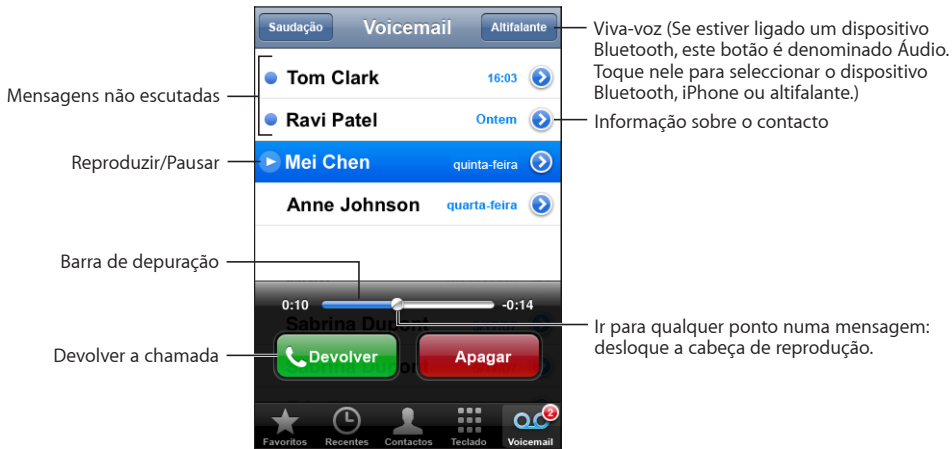 Saudação
Voicemail
Altifalante
Viva-voz (Se estiver ligado um dispositivo
Bluetooth, este botão é denominado Áudio.
Toque nele para seleccionar o dispositivo
Bluetooth, iPhone ou altifalante.)
Mensagens não escutadas
Tom Clark
16:03
Ravi Patel
Ontem
Informação sobre o contacto
Reproduzir/Pausar
Mei Chen
quinta-feira
Anne Johnson
quarta-feira
Barra de depuração
0:10
-0:14
Sabrina Dupont
Ir para qualquer ponto numa mensagem:
desloque a cabeça de reprodução.
Devolver a chamada
Devolver
Apagar
Sabrina Dupont
2
Favoritos
Recentes
Contactos
Teclado
Voicemail